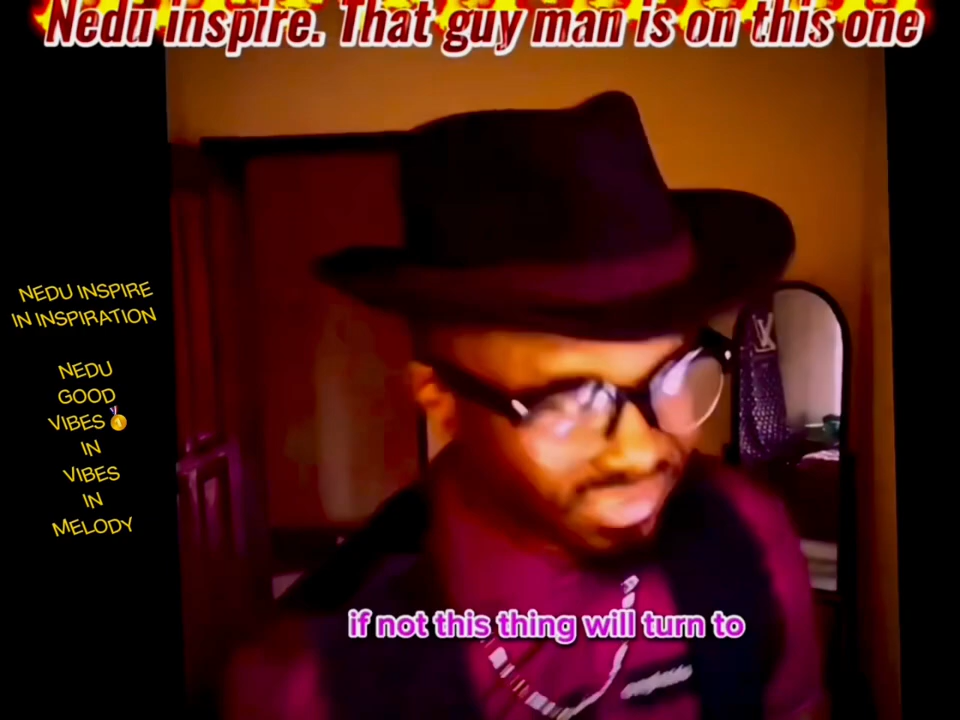 Nedu inspire. That guy man is on this one
NEDU INSPIRE
IN INSPIRATION
NEDU
GOOD
VIBES🏅
IN
VIBES
IN
MELODY
if not this thing will turn to